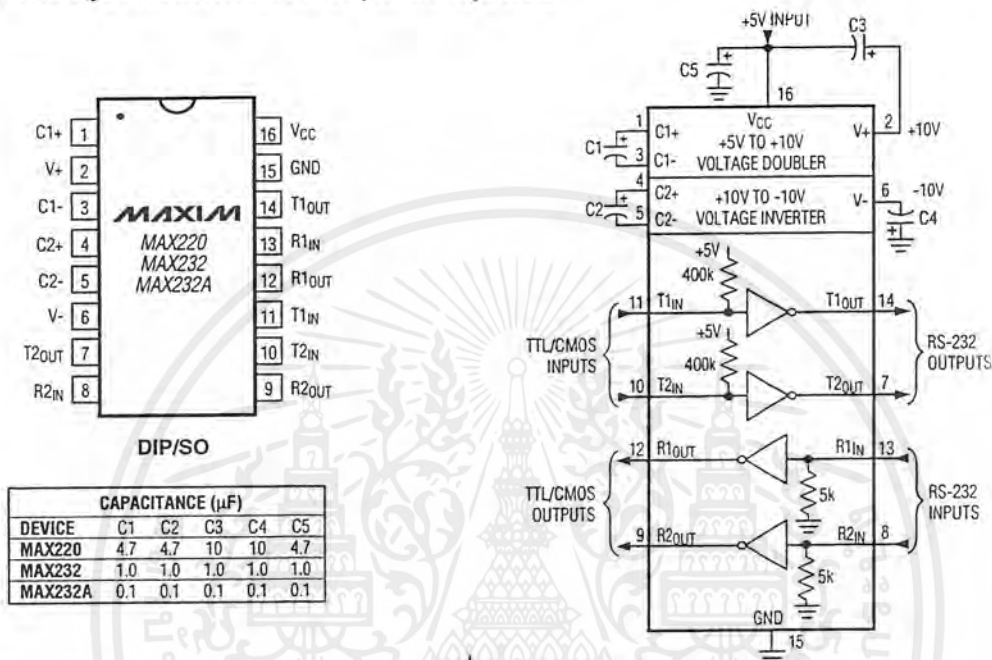 C1+ 1
V+ 2
C1- 3
C2+ 4
C2- 5
V- 6
T2OUT 7
R2IN 8
16 VCC
15 GND
14 T1OUT
13 R1IN
12 R1OUT
11 T1IN
10 T2IN
9 R2OUT
MAXIM
MAX220
MAX232
MAX232A
DIP/SO
CAPACITANCE (μF)
DEVICE C1 C2 C3 C4 C5
MAX220 4.7 4.7 10 10 4.7
MAX232 1.0 1.0 1.0 1.0 1.0
MAX232A 0.1 0.1 0.1 0.1 0.1
+5V INPUT
C3
C5
16
VCC
1 C1+
C1
3 C1-
+5V TO +10V
VOLTAGE DOUBLER
V+ 2 +10V
4 C2+
C2
5 C2-
+10V TO -10V
VOLTAGE INVERTER
V- 6 -10V
C4
+5V
400k
11 T1IN
T1OUT 14
+5V
400k
10 T2IN
T2OUT 7
TTL/CMOS
INPUTS
RS-232
OUTPUTS
12 R1OUT
R1IN 13
5k
9 R2OUT
R2IN 8
5k
TTL/CMOS
OUTPUTS
RS-232
INPUTS
GND
15